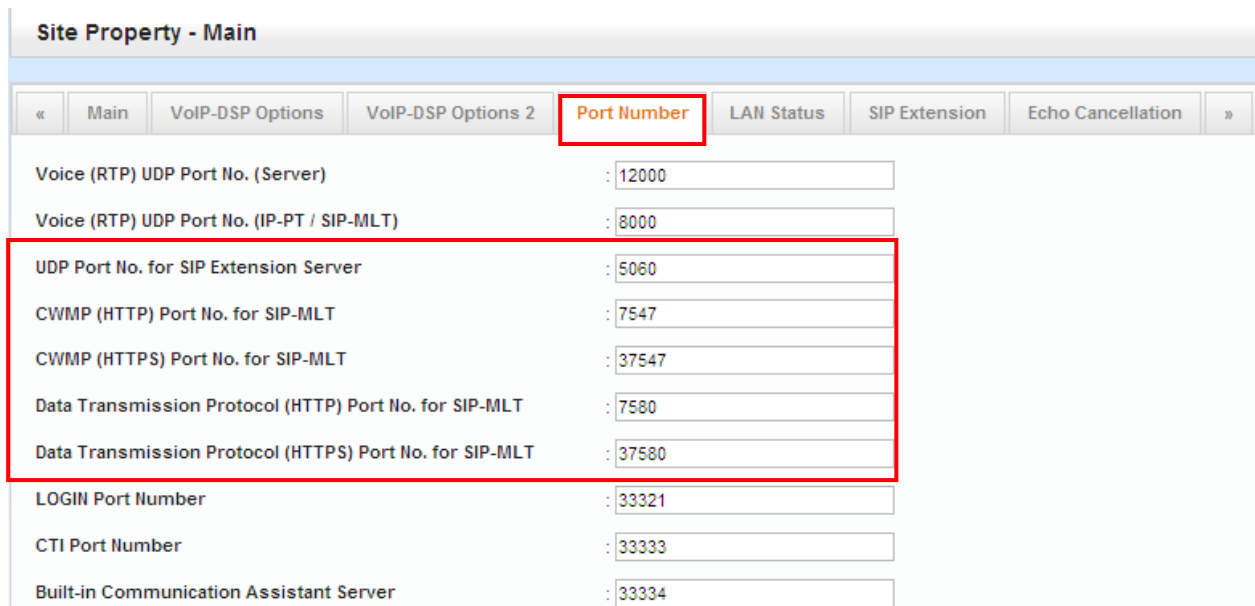 Site Property - Main
« Main VoIP-DSP Options VoIP-DSP Options 2 Port Number LAN Status SIP Extension Echo Cancellation »
Voice (RTP) UDP Port No. (Server) : 12000
Voice (RTP) UDP Port No. (IP-PT / SIP-MLT) : 8000
UDP Port No. for SIP Extension Server : 5060
CWMP (HTTP) Port No. for SIP-MLT : 7547
CWMP (HTTPS) Port No. for SIP-MLT : 37547
Data Transmission Protocol (HTTP) Port No. for SIP-MLT : 7580
Data Transmission Protocol (HTTPS) Port No. for SIP-MLT : 37580
LOGIN Port Number : 33321
CTI Port Number : 33333
Built-in Communication Assistant Server : 33334